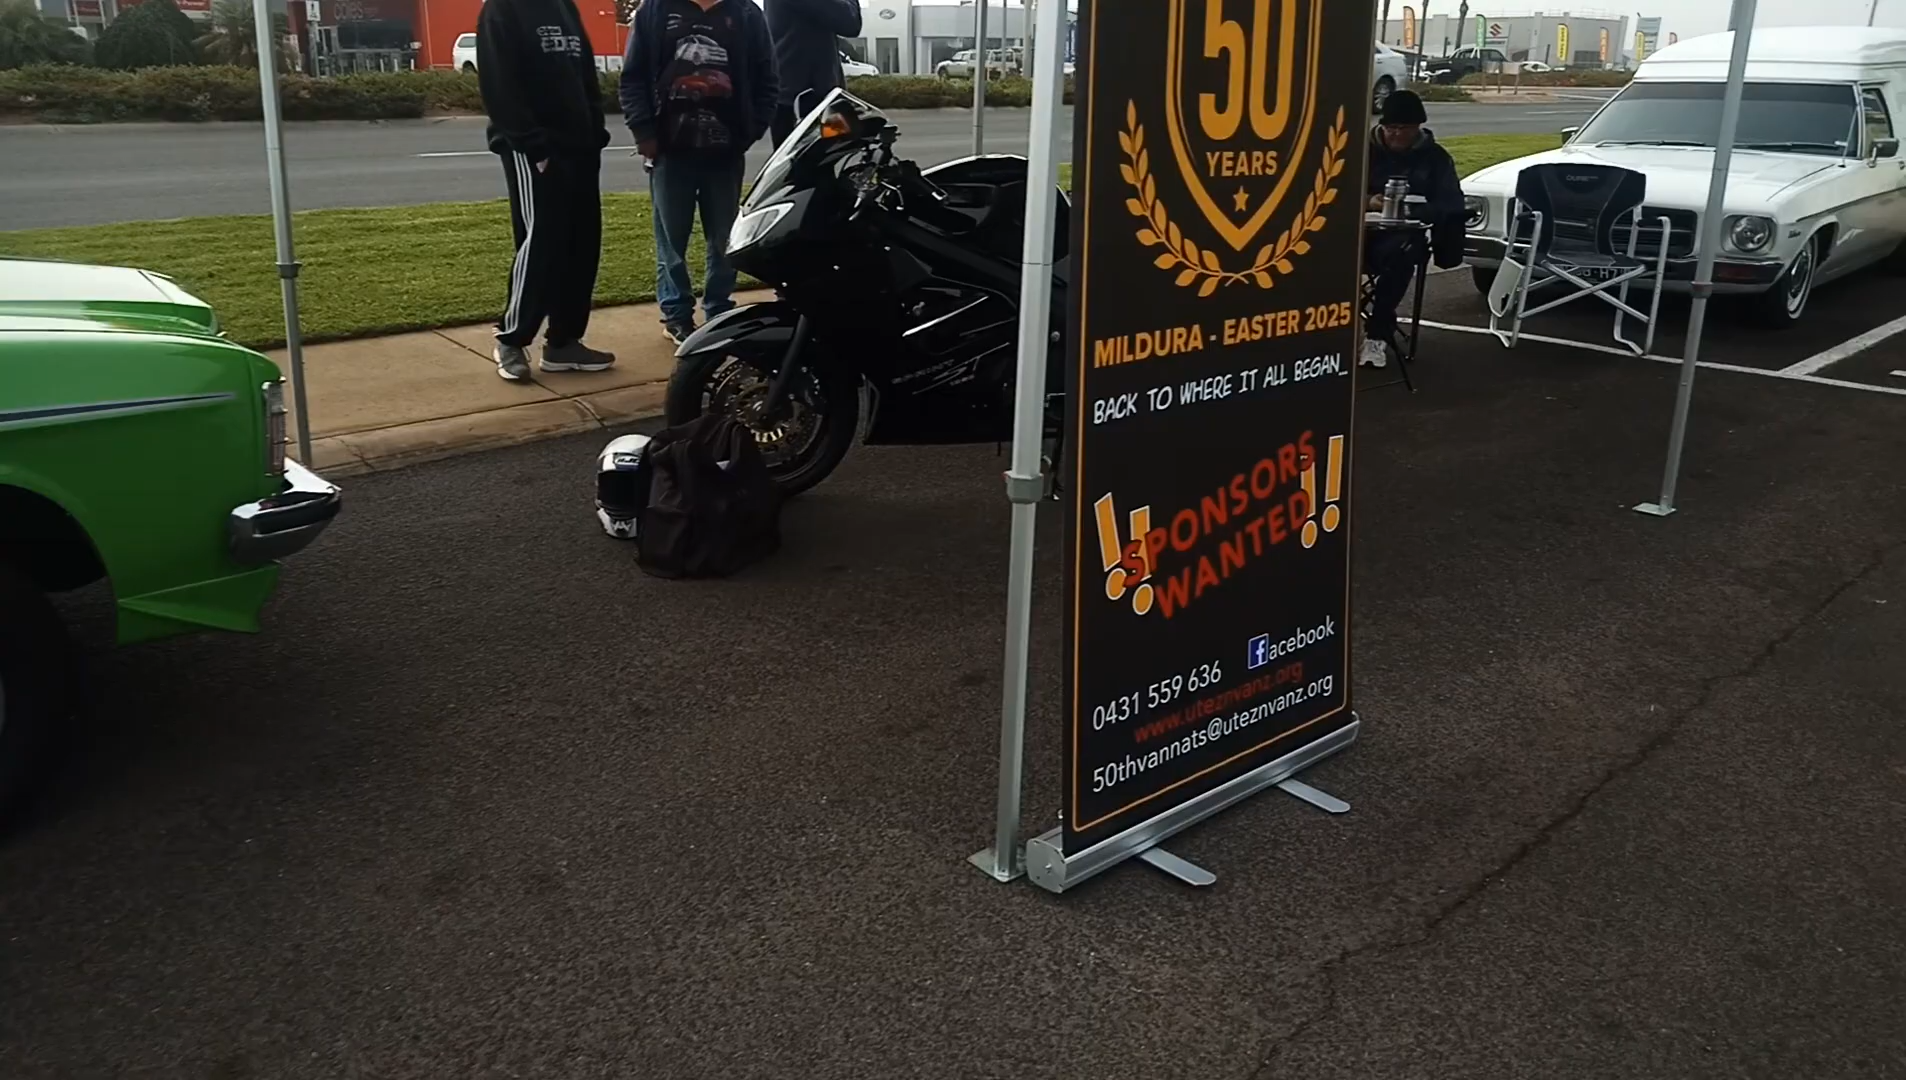 50
YEARS
MILDURA - EASTER 2025
BACK TO WHERE IT ALL BEGAN_
!! SPONSORS !!
WANTED
facebook
0431 559 636
www.uteznvanz.org
50thvannats@uteznvanz.org
EDGE